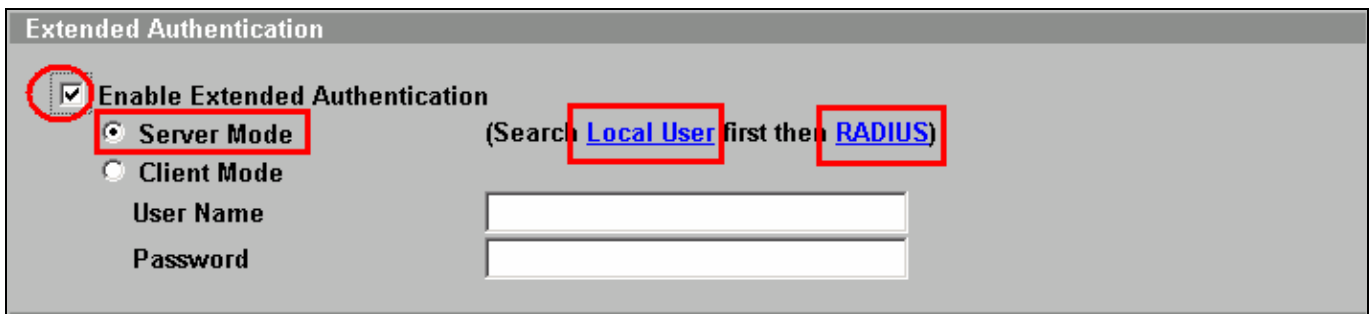 Extended Authentication
Enable Extended Authentication
Server Mode (Search Local User first then RADIUS)
Client Mode
User Name
Password